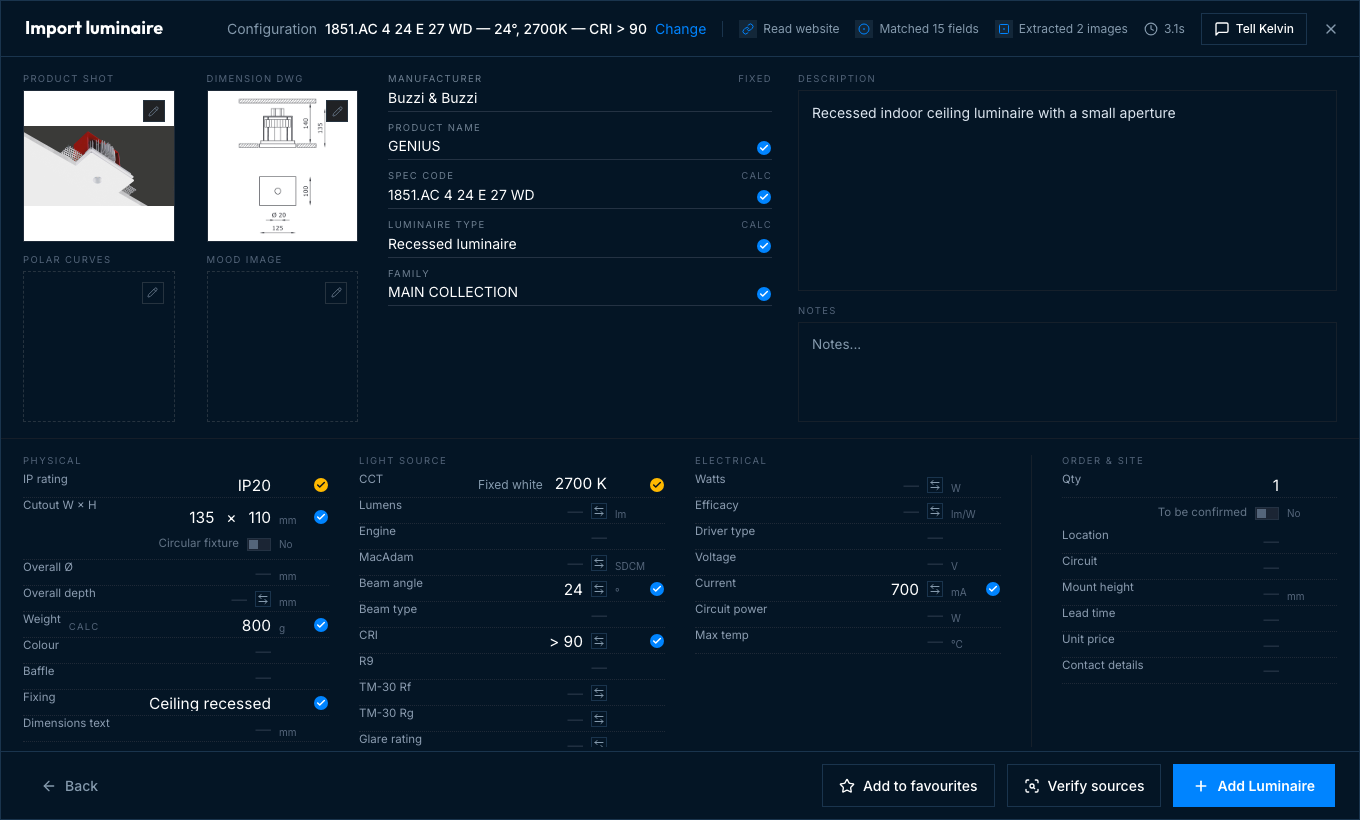 Import luminaire
Configuration 1851.AC 4 24 E 27 WD — 24°, 2700K — CRI > 90 Change
Read website
Matched 15 fields
Extracted 2 images
3.1s
Tell Kelvin
PRODUCT SHOT
DIMENSION DWG
140
135
100
Ø 20
125
POLAR CURVES
MOOD IMAGE
MANUFACTURER FIXED
Buzzi & Buzzi
PRODUCT NAME
GENIUS
SPEC CODE CALC
1851.AC 4 24 E 27 WD
LUMINAIRE TYPE CALC
Recessed luminaire
FAMILY
MAIN COLLECTION
DESCRIPTION
Recessed indoor ceiling luminaire with a small aperture
NOTES
Notes...
PHYSICAL
IP rating IP20
Cutout W × H 135 × 110 mm
Circular fixture No
Overall Ø — mm
Overall depth — mm
Weight CALC 800 g
Colour —
Baffle —
Fixing Ceiling recessed
Dimensions text — mm
LIGHT SOURCE
CCT Fixed white 2700 K
Lumens — lm
Engine —
MacAdam — SDCM
Beam angle 24 °
Beam type —
CRI > 90
R9 —
TM-30 Rf —
TM-30 Rg —
Glare rating —
ELECTRICAL
Watts — W
Efficacy — lm/W
Driver type —
Voltage — V
Current 700 mA
Circuit power — W
Max temp — °C
ORDER & SITE
Qty 1
To be confirmed No
Location —
Circuit —
Mount height — mm
Lead time —
Unit price —
Contact details —
Back
Add to favourites
Verify sources
Add Luminaire